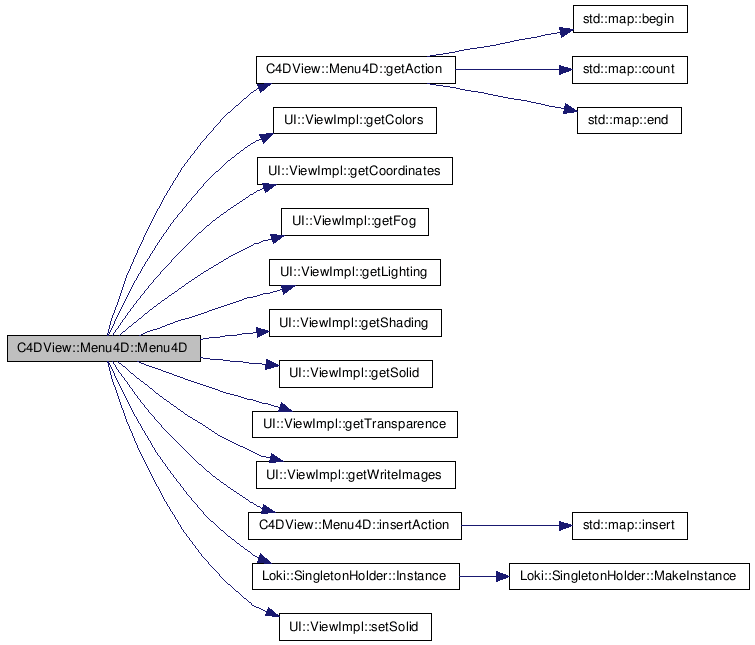 std::map::begin
C4DView::Menu4D::getAction
std::map::count
UI::ViewImpl::getColors
std::map::end
UI::ViewImpl::getCoordinates
UI::ViewImpl::getFog
UI::ViewImpl::getLighting
UI::ViewImpl::getShading
C4DView::Menu4D::Menu4D
UI::ViewImpl::getSolid
UI::ViewImpl::getTransparence
UI::ViewImpl::getWriteImages
C4DView::Menu4D::insertAction
std::map::insert
Loki::SingletonHolder::Instance
Loki::SingletonHolder::MakeInstance
UI::ViewImpl::setSolid